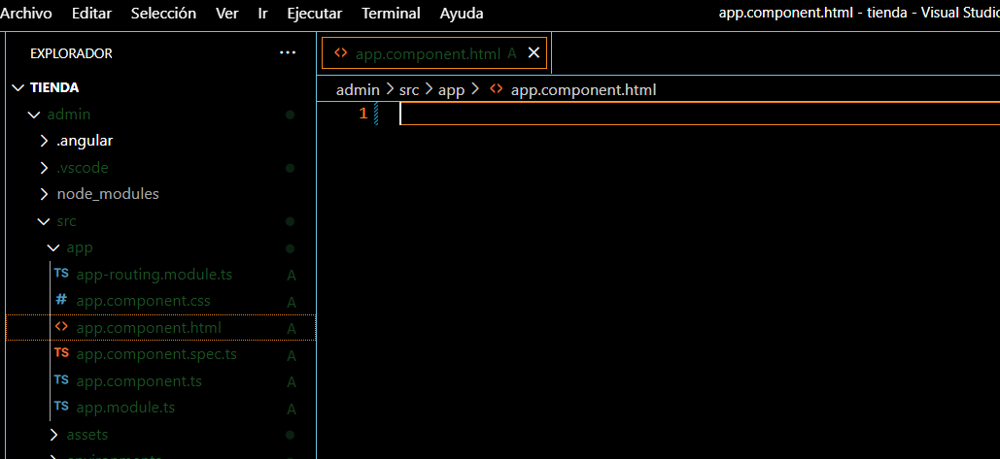 Archivo Editar Selección Ver Ir Ejecutar Terminal Ayuda app.component.html - tienda - Visual Studio
EXPLORADOR ···
TIENDA
admin
.angular
.vscode
node_modules
src
app
TS app-routing.module.ts A
# app.component.css A
<> app.component.html A
TS app.component.spec.ts A
TS app.component.ts A
TS app.module.ts A
assets
environments
<> app.component.html A ×
admin > src > app > <> app.component.html
1